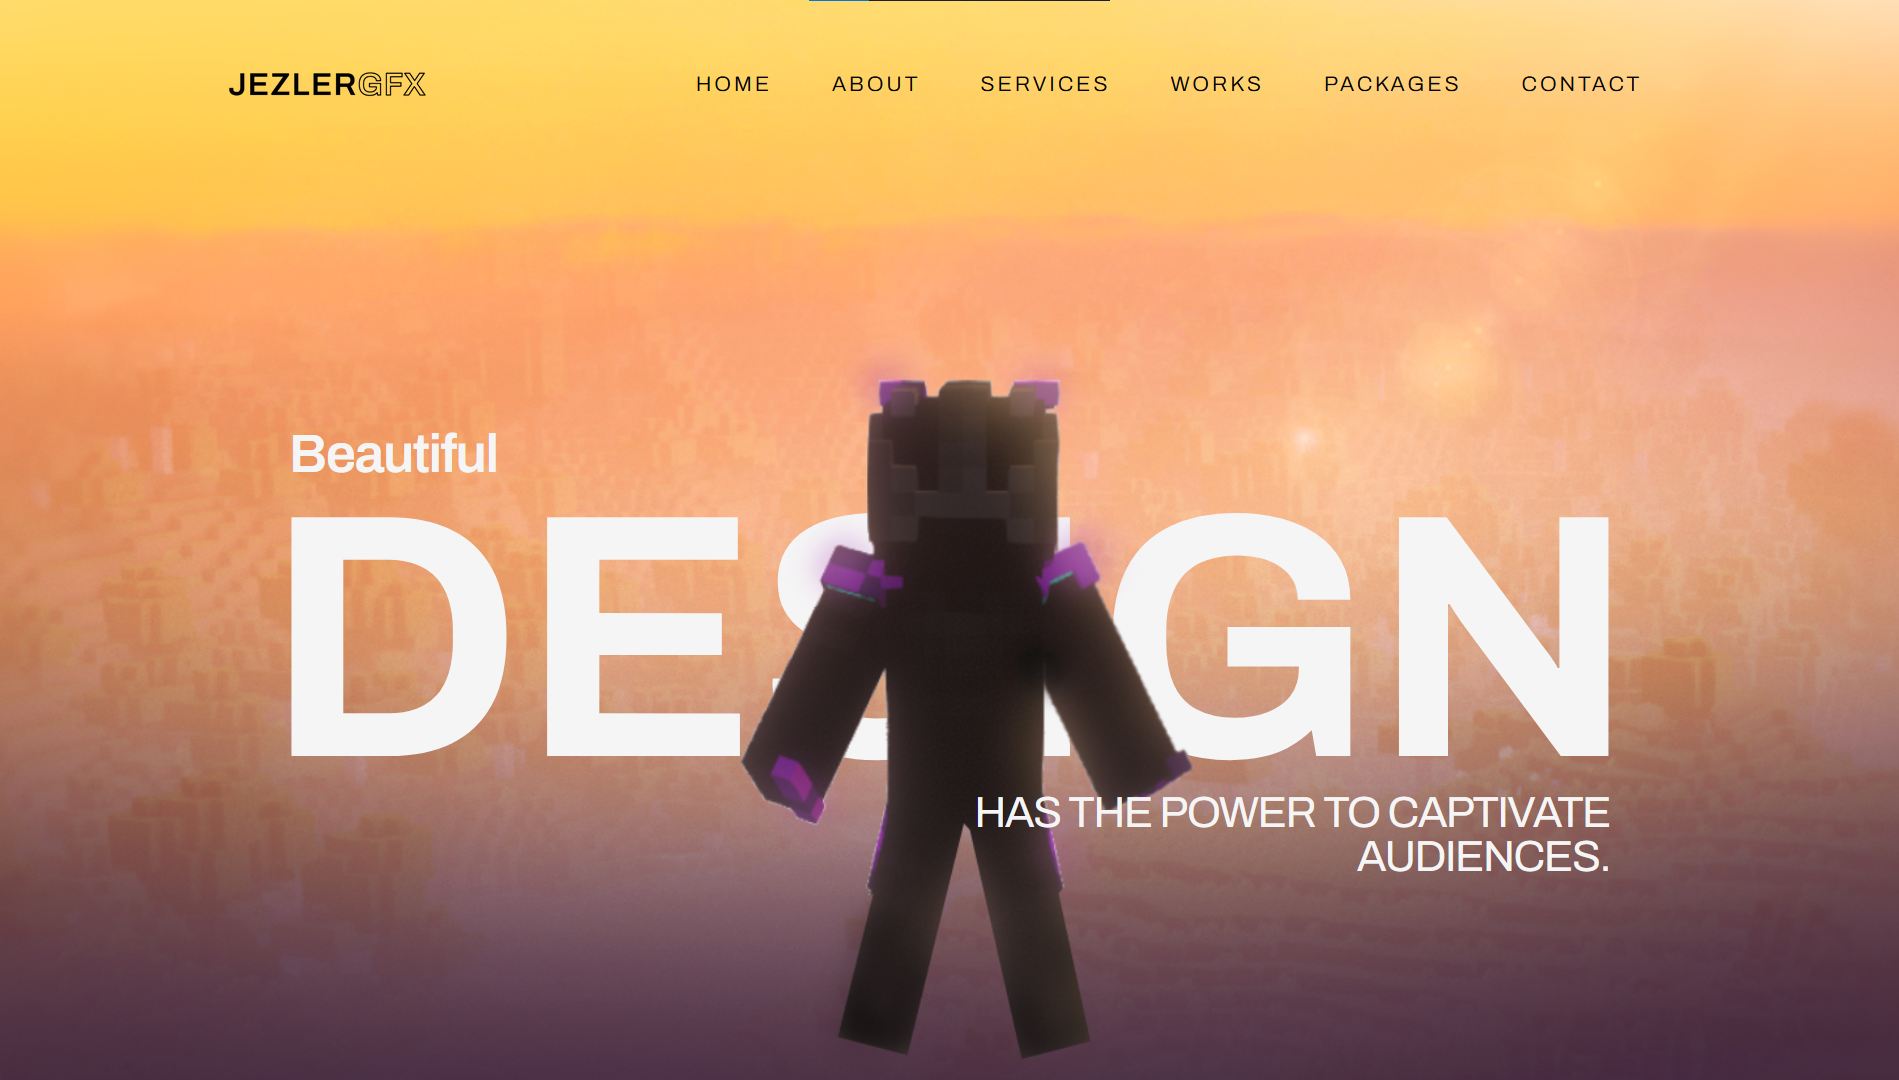 JEZLERGFX
HOME ABOUT SERVICES WORKS PACKAGES CONTACT
Beautiful
DESIGN
HAS THE POWER TO CAPTIVATE
AUDIENCES.